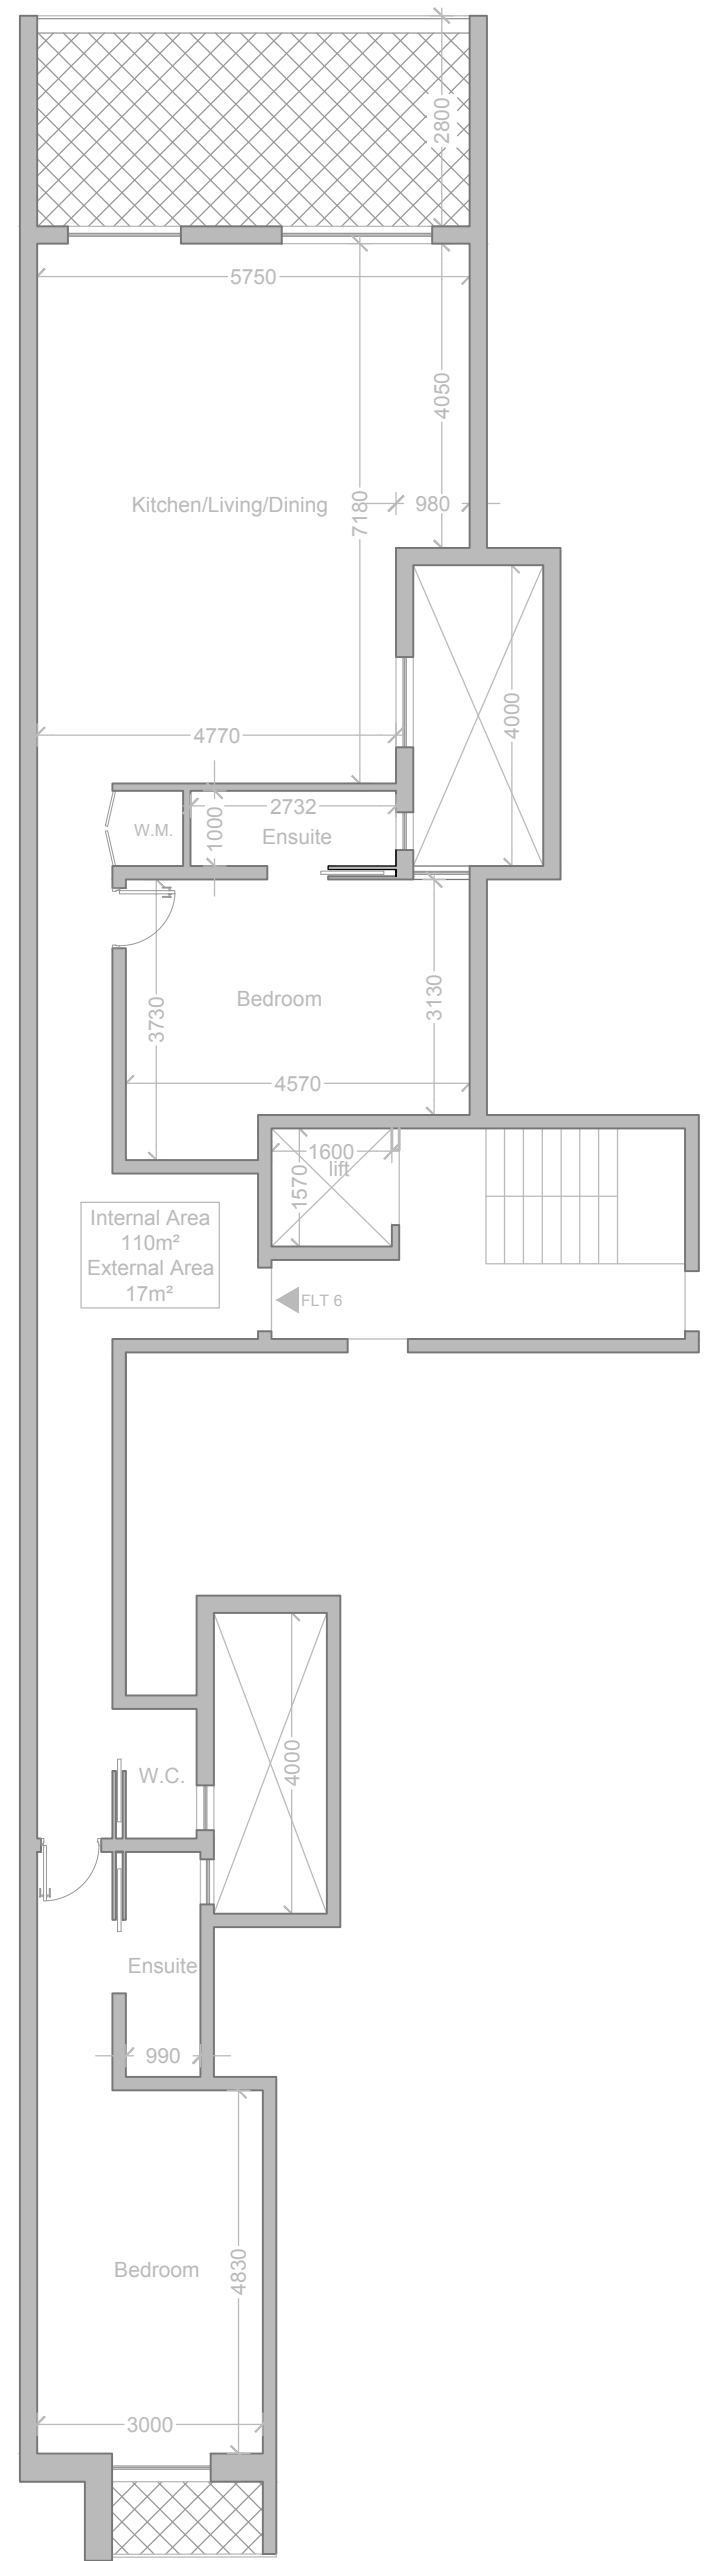 2800
5750
4050
Kitchen/Living/Dining
7180
980
4000
4770
2732
1000
W.M.
Ensuite
Bedroom
3730
3130
4570
1600
lift
1570
Internal Area
110m²
External Area
17m²
FLT 6
4000
W.C.
Ensuite
990
Bedroom
4830
3000